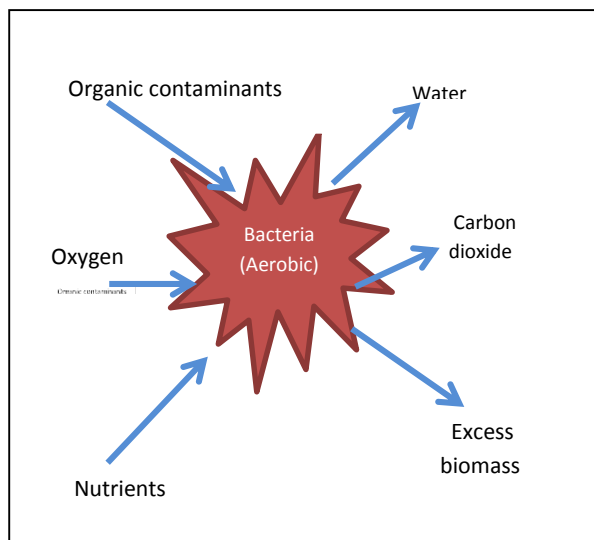 Organic contaminants
Water
Bacteria
(Aerobic)
Carbon
dioxide
Oxygen
Organic contaminants
Nutrients
Excess
biomass